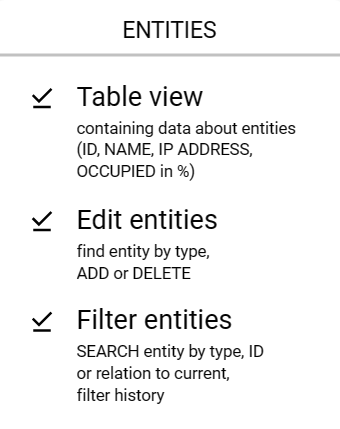 ENTITIES
Table view
containing data about entities
(ID, NAME, IP ADDRESS,
OCCUPIED in %)
Edit entities
find entity by type,
ADD or DELETE
Filter entities
SEARCH entity by type, ID
or relation to current,
filter history